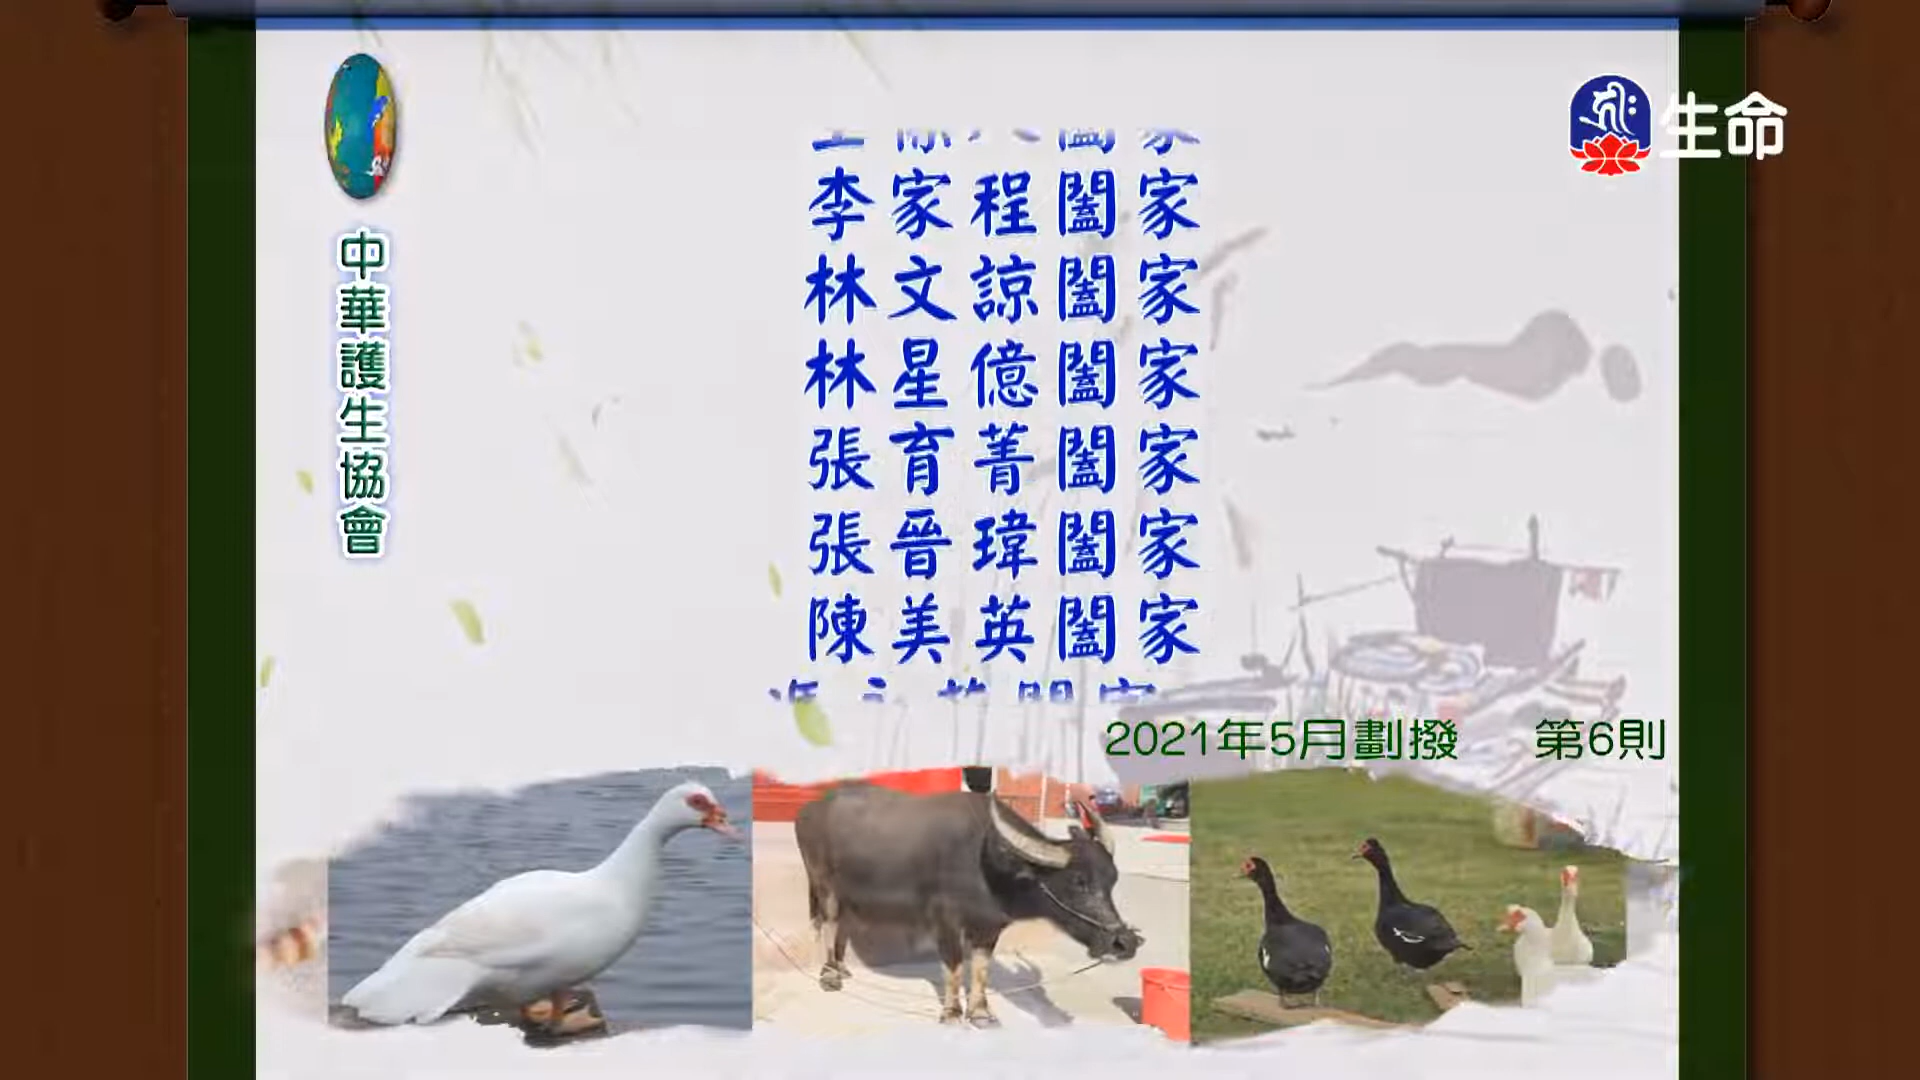 生命
中華護生協會
李家程闔家
林文諒闔家
林星億闔家
張育菁闔家
張晉瑋闔家
陳美英闔家
2021年5月劃撥 第6則